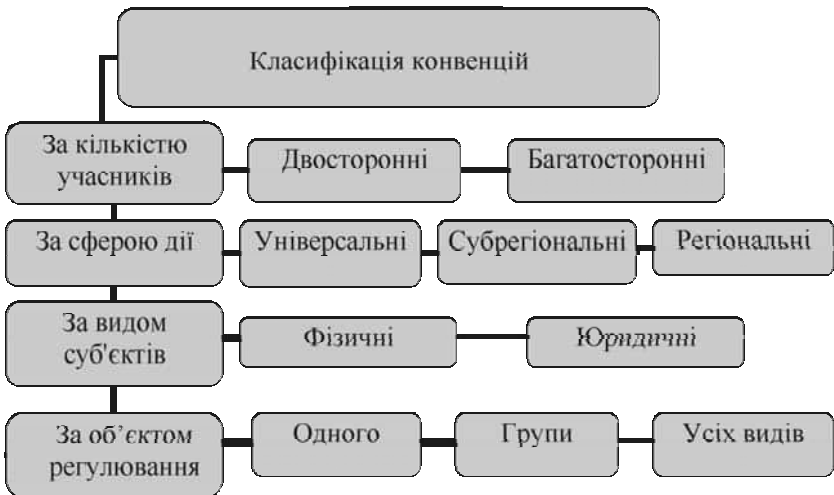 Класифікація конвенцій
За кількістю
учасників
Двосторонні
Багатосторонні
За сферою дії
Універсальні
Субрегіональні
Регіональні
За видом
суб'єктів
Фізичні
Юридичні
За об’єктом
регулювання
Одного
Групи
Усіх видів